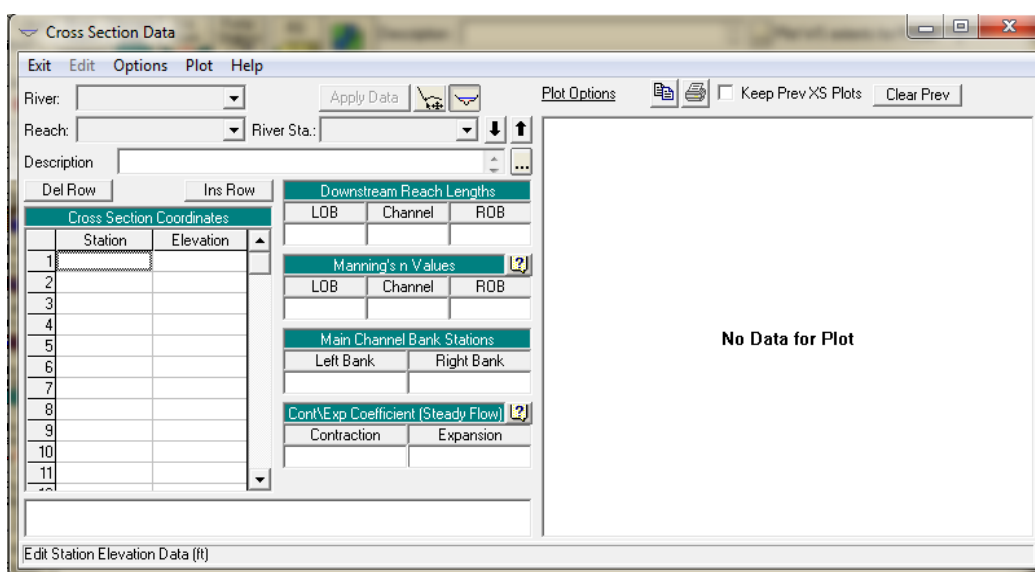 Cross Section Data
Exit Edit Options Plot Help
River: Apply Data Plot Options Keep Prev XS Plots Clear Prev
Reach: River Sta.:
Description ...
Del Row Ins Row Downstream Reach Lengths
Cross Section Coordinates LOB Channel ROB
Station Elevation
1 Manning's n Values
2 LOB Channel ROB
3
4
5 Main Channel Bank Stations No Data for Plot
6 Left Bank Right Bank
7
8 Cont\Exp Coefficient (Steady Flow)
9 Contraction Expansion
10
11
Edit Station Elevation Data (ft)